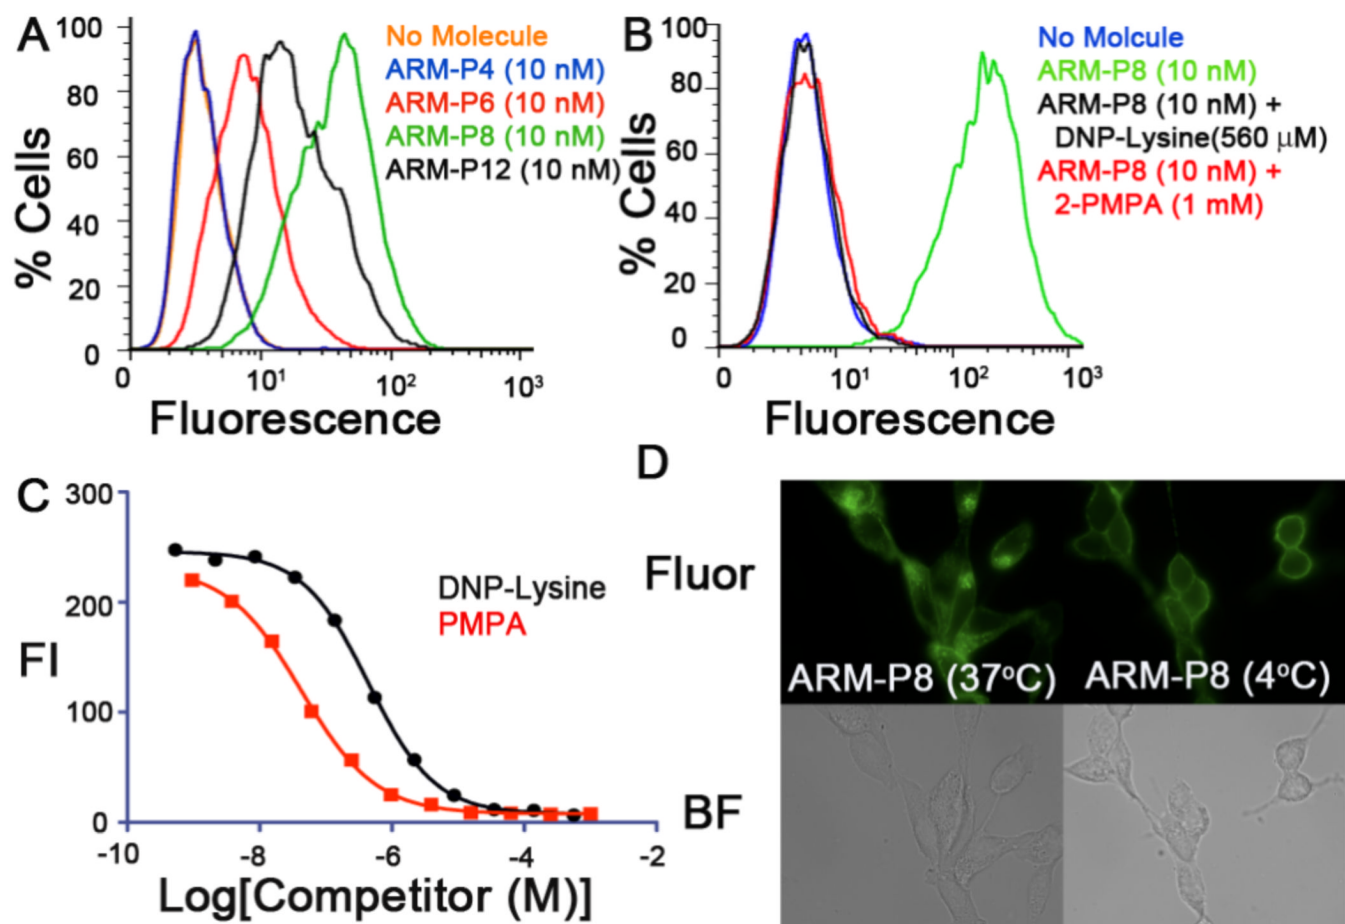 A
100
80
60
40
20
0
% Cells
0
10¹
10²
10³
Fluorescence
No Molecule
ARM-P4 (10 nM)
ARM-P6 (10 nM)
ARM-P8 (10 nM)
ARM-P12 (10 nM)
B
100
80
60
40
20
0
% Cells
0
10¹
10²
10³
Fluorescence
No Molcule
ARM-P8 (10 nM)
ARM-P8 (10 nM) +
DNP-Lysine(560 µM)
ARM-P8 (10 nM) +
2-PMPA (1 mM)
C
300
200
100
0
FI
-10
-8
-6
-4
-2
Log[Competitor (M)]
DNP-Lysine
PMPA
D
Fluor
ARM-P8 (37°C)
ARM-P8 (4°C)
BF